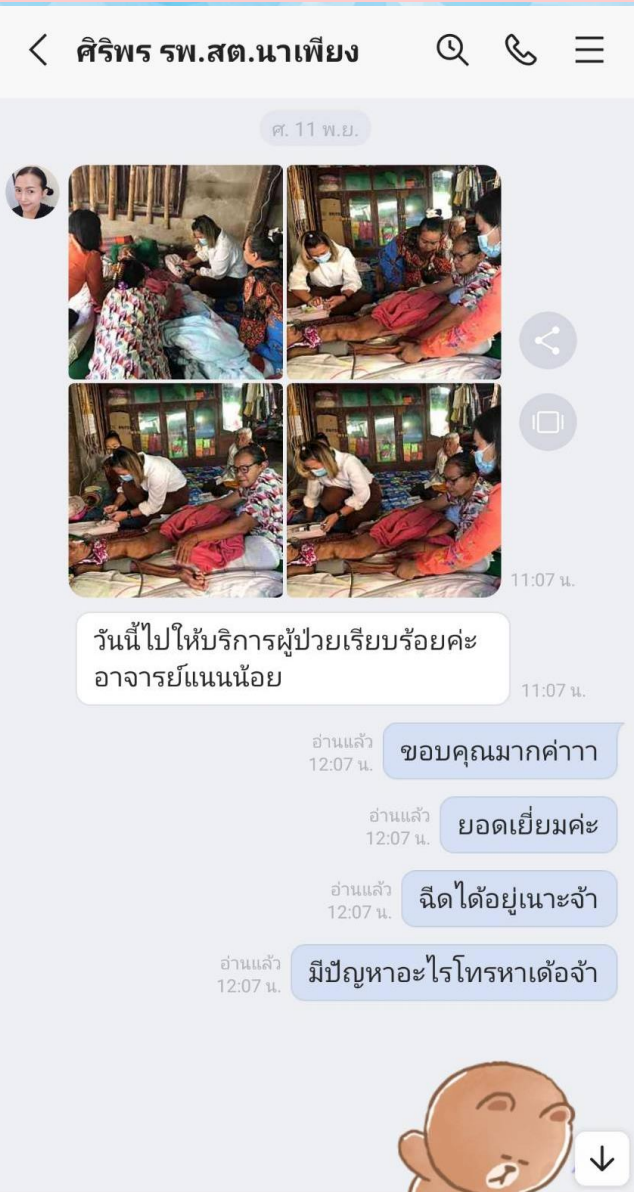 ศิริพร รพ.สต.นาเพียง
ศ. 11 พ.ย.
11:07 น.
วันนี้ไปให้บริการผู้ป่วยเรียบร้อยค่ะ
อาจารย์แนนน้อย
11:07 น.
อ่านแล้ว
12:07 น.
ขอบคุณมากค่าาา
อ่านแล้ว
12:07 น.
ยอดเยี่ยมค่ะ
อ่านแล้ว
12:07 น.
ฉีดได้อยู่เนาะจ้า
อ่านแล้ว
12:07 น.
มีปัญหาอะไรโทรหาเด้อจ้า